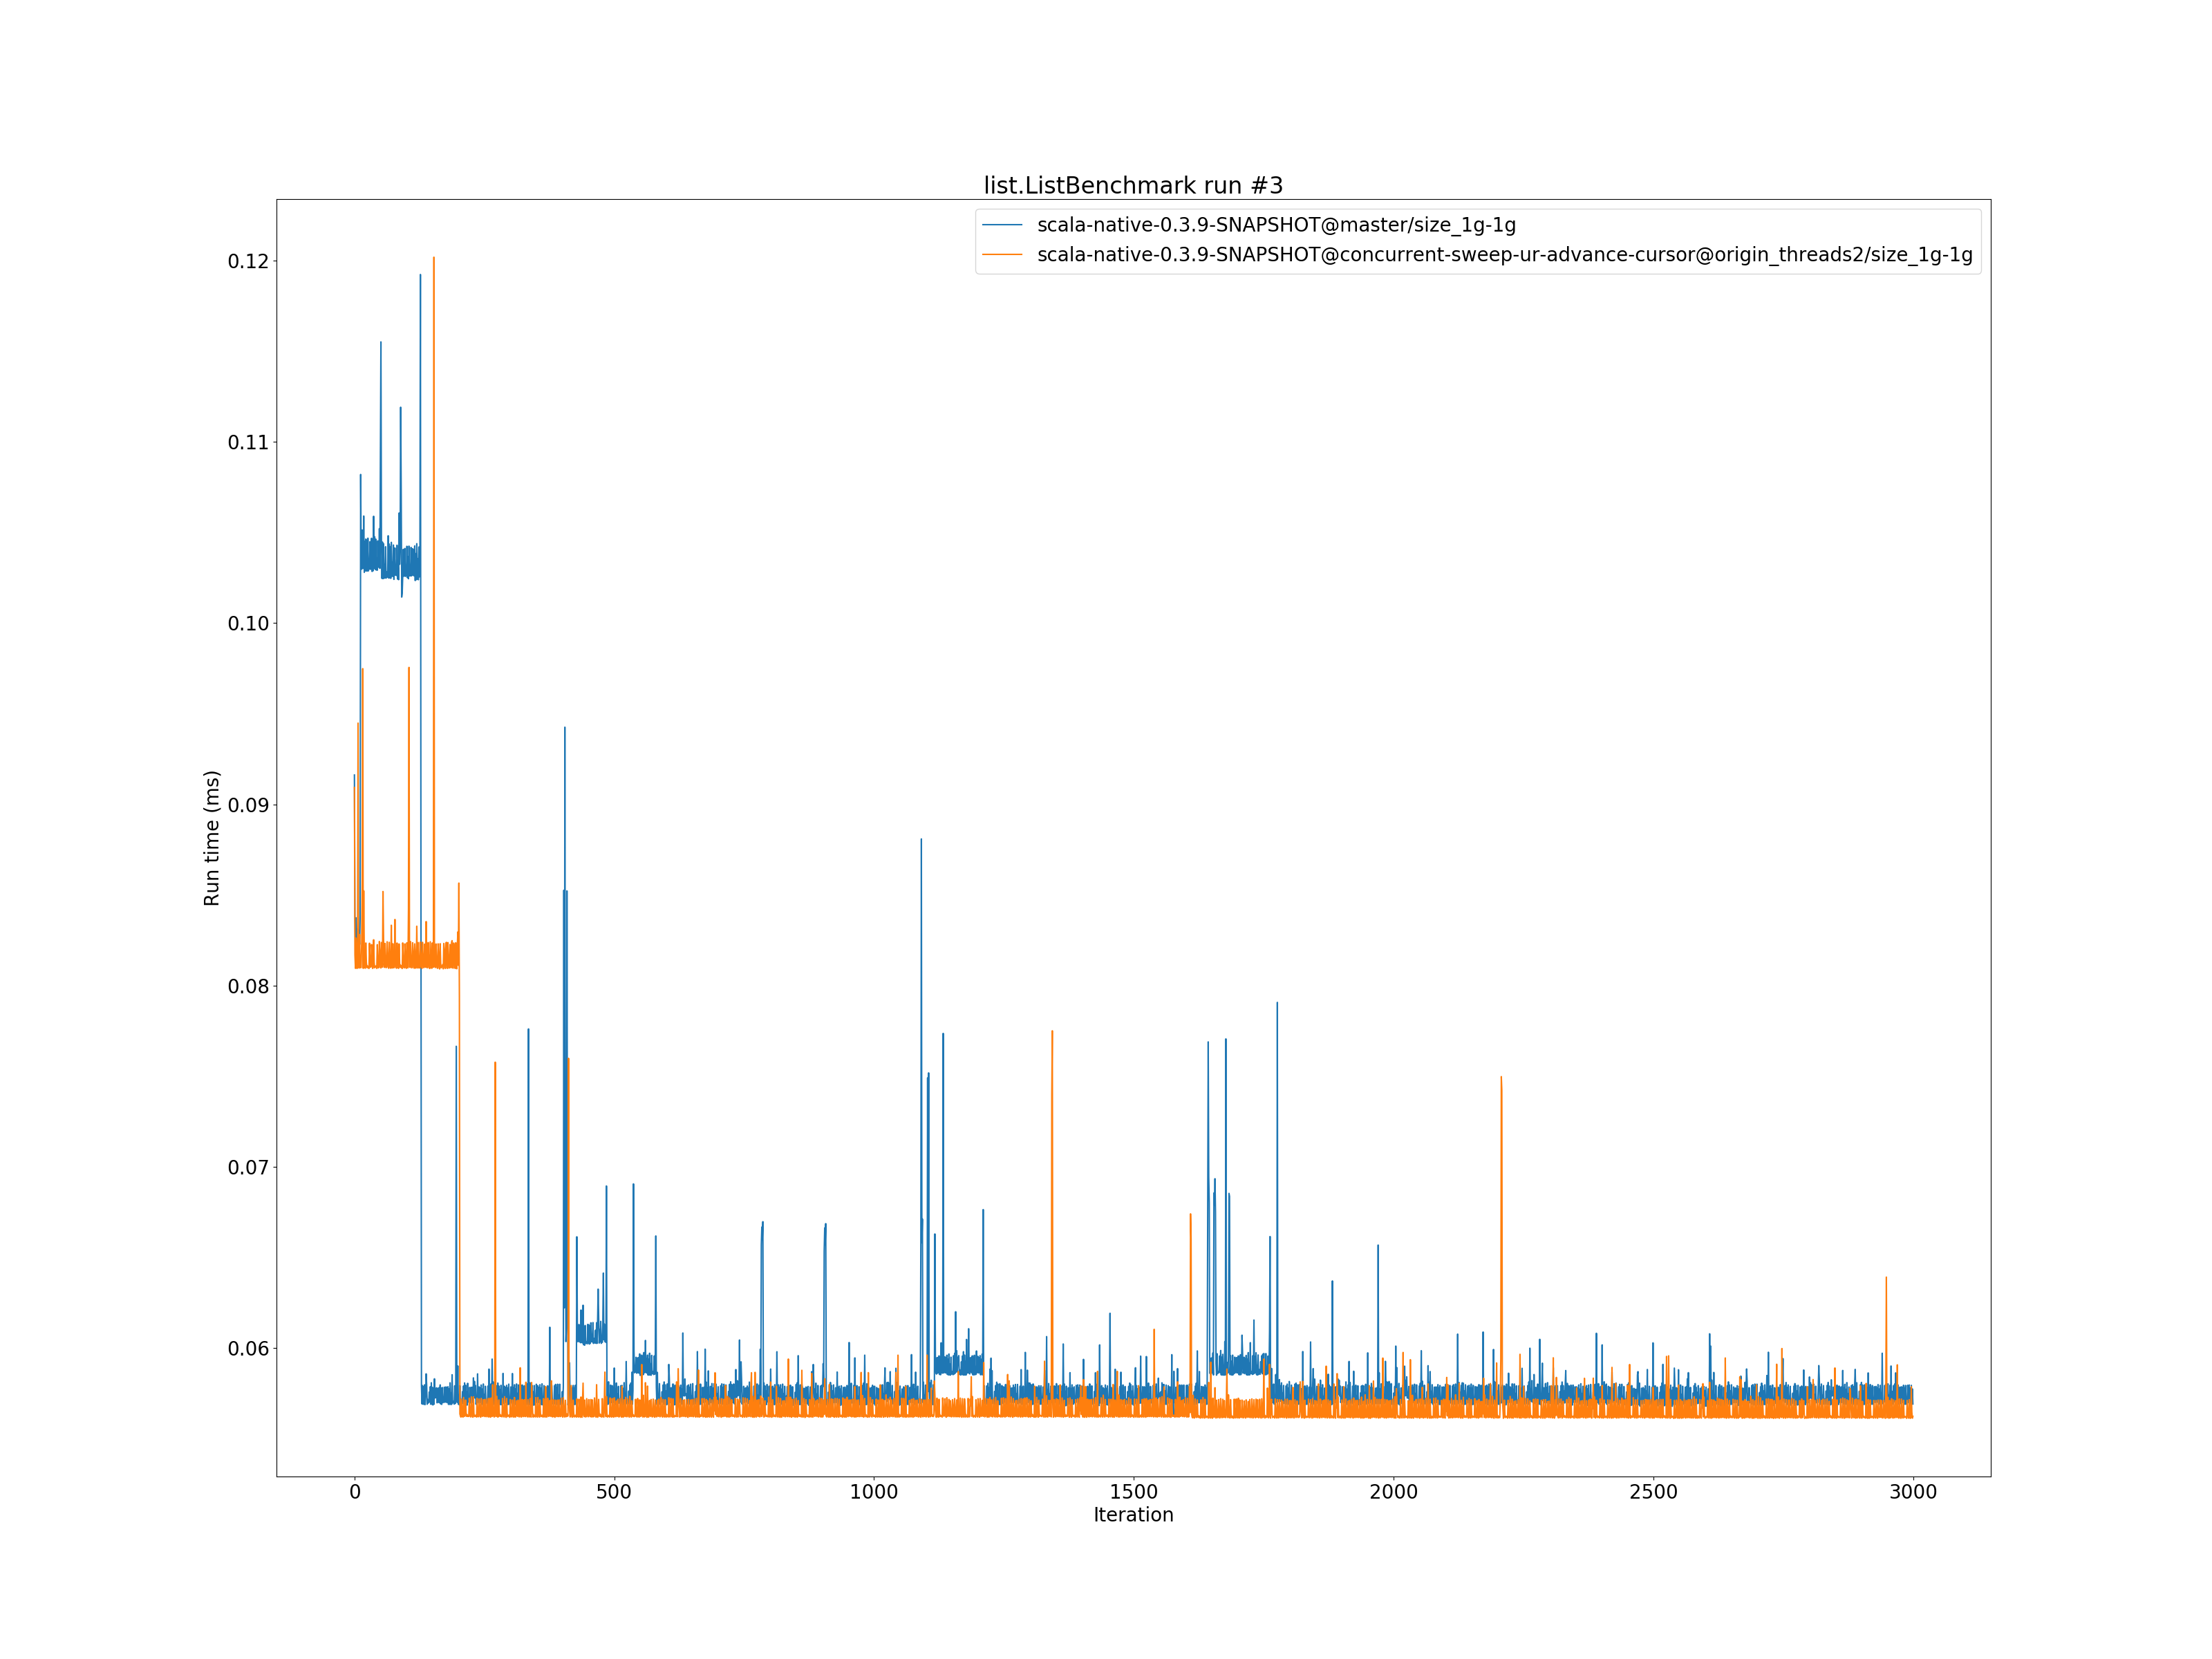 list.ListBenchmark run #3
scala-native-0.3.9-SNAPSHOT@master/size_1g-1g
scala-native-0.3.9-SNAPSHOT@concurrent-sweep-ur-advance-cursor@origin_threads2/size_1g-1g
0.12
0.11
0.10
0.09
0.08
0.07
0.06
Run time (ms)
0 500 1000 1500 2000 2500 3000
Iteration